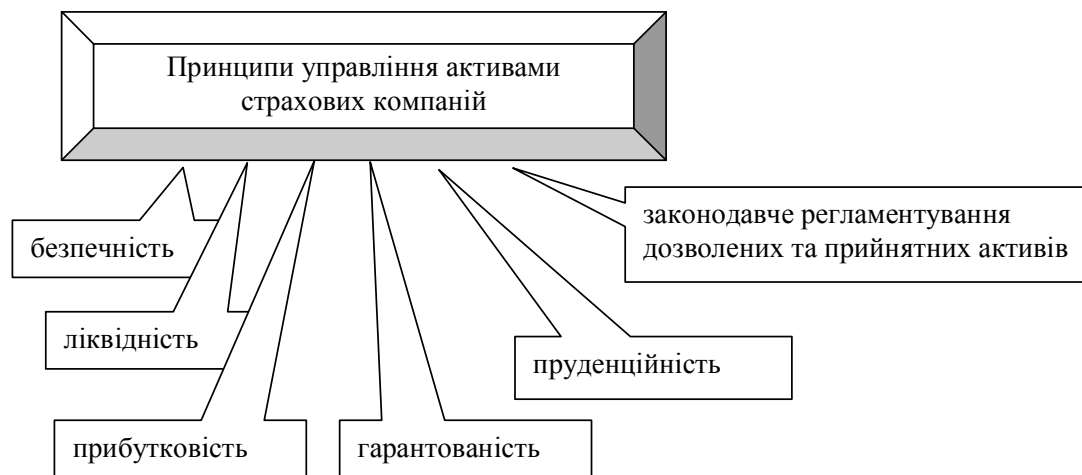 Принципи управління активами
страхових компаній
безпечність
ліквідність
прибутковість
гарантованість
пруденційність
законодавче регламентування
дозволених та прийнятних активів